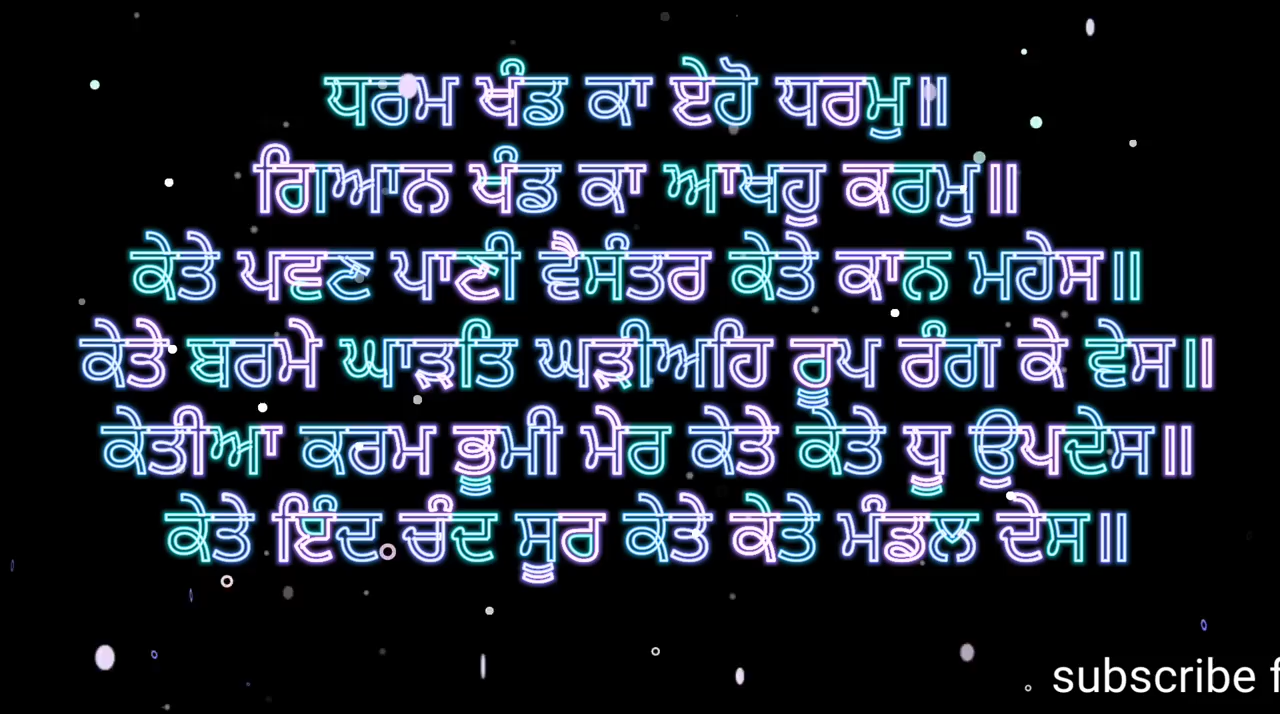 ਧਰਮ ਖੰਡ ਕਾ ਏਹੋ ਧਰਮੁ॥
ਗਿਆਨ ਖੰਡ ਕਾ ਆਖਹੁ ਕਰਮੁ॥
ਕੇਤੇ ਪਵਣ ਪਾਣੀ ਵੈਸੰਤਰ ਕੇਤੇ ਕਾਨ ਮਹੇਸ॥
ਕੇਤੇ ਬਰਮੇ ਘਾੜਤਿ ਘੜੀਅਹਿ ਰੂਪ ਰੰਗ ਕੇ ਵੇਸ॥
ਕੇਤੀਆ ਕਰਮ ਭੂਮੀ ਮੇਰ ਕੇਤੇ ਕੇਤੇ ਧੂ ਉਪਦੇਸ॥
ਕੇਤੇ ਇੰਦ ਚੰਦ ਸੂਰ ਕੇਤੇ ਕੇਤੇ ਮੰਡਲ ਦੇਸ॥
subscribe f